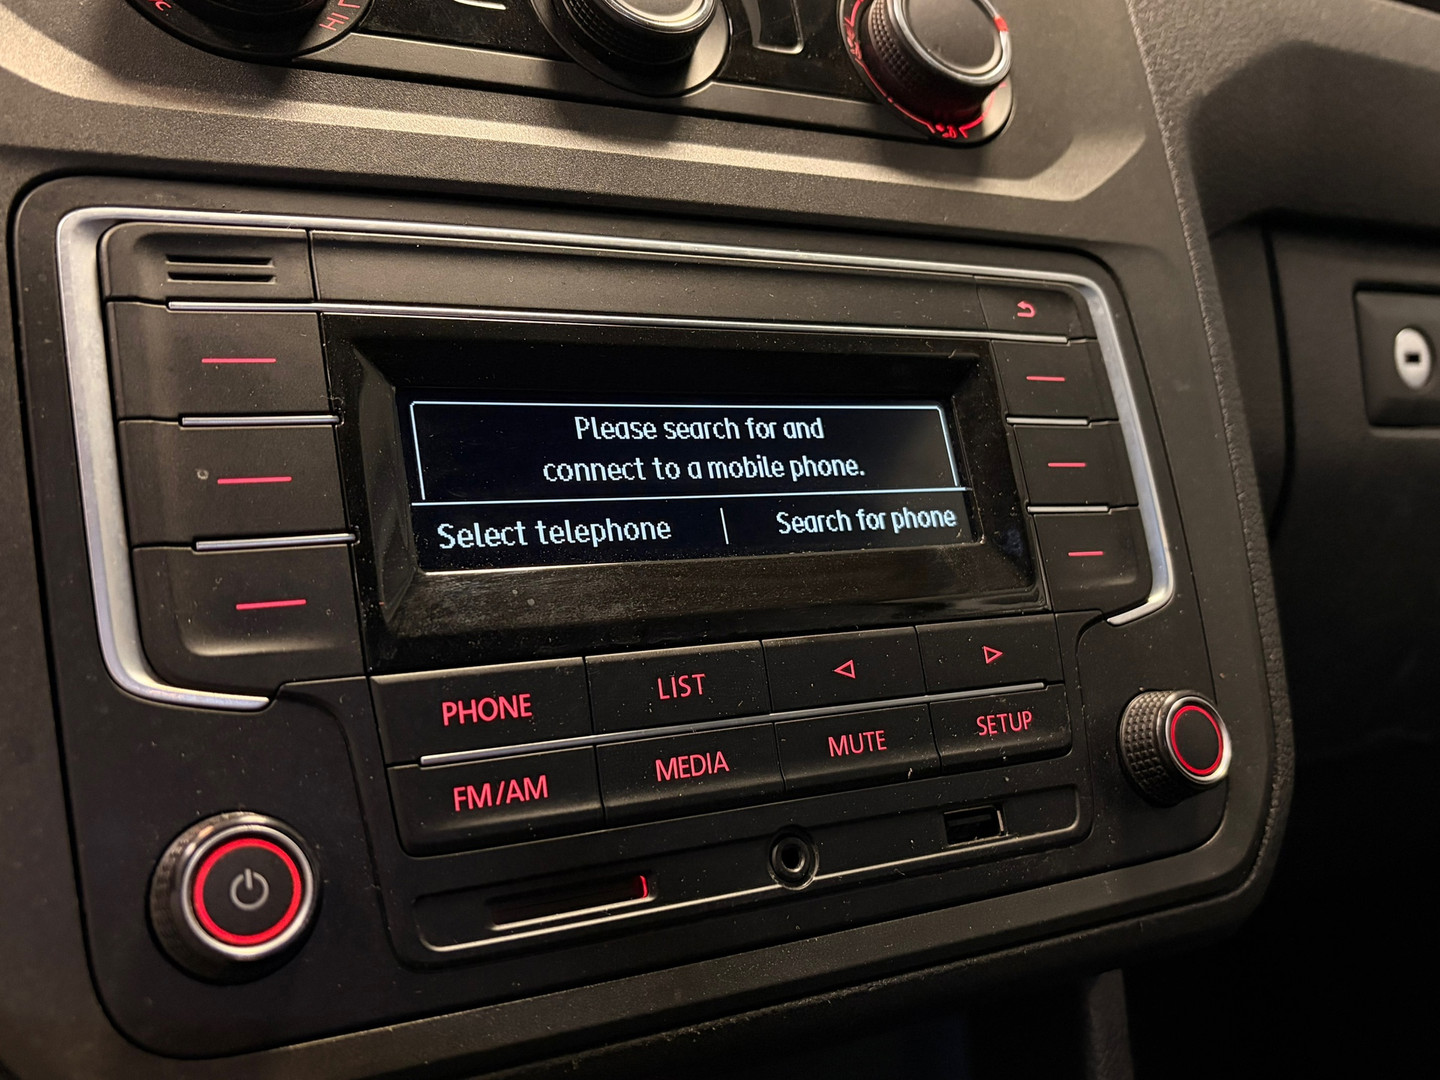 HI
Please search for and
connect to a mobile phone.
Select telephone | Search for phone
PHONE LIST
FM/AM MEDIA MUTE SETUP